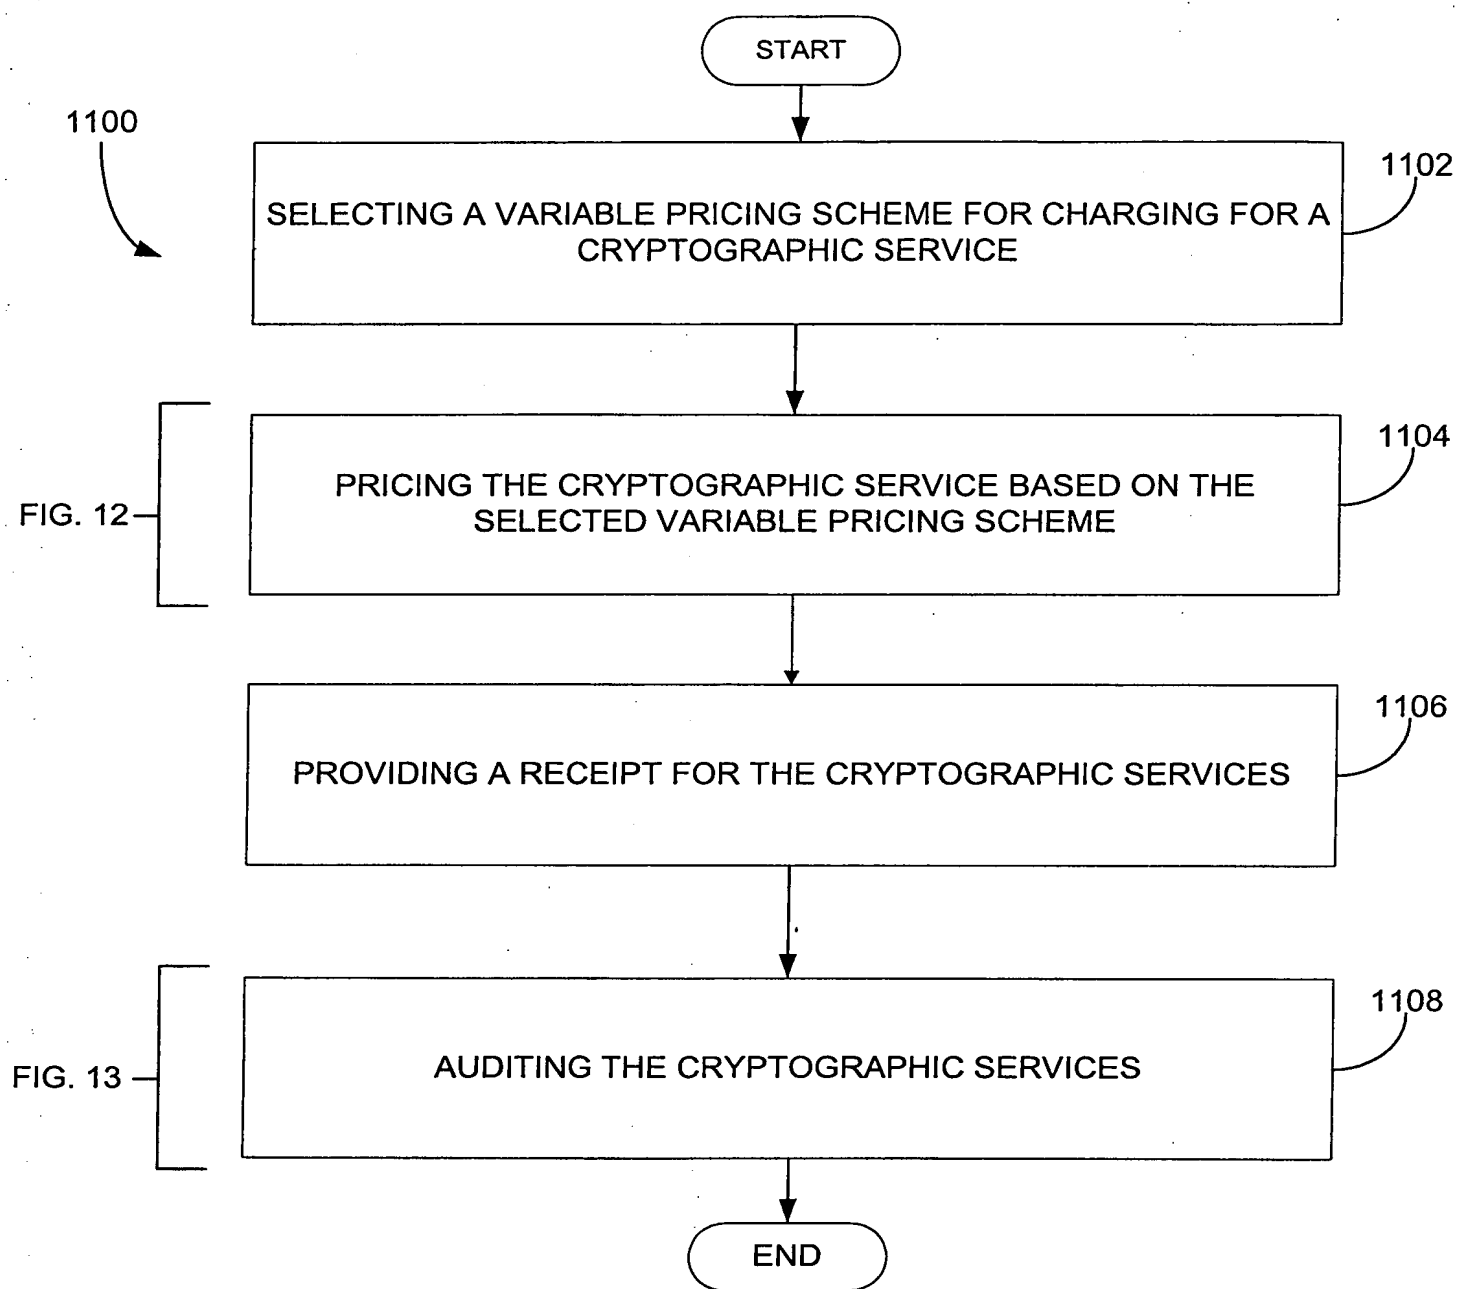 START
1100
1102
SELECTING A VARIABLE PRICING SCHEME FOR CHARGING FOR A
CRYPTOGRAPHIC SERVICE
1104
PRICING THE CRYPTOGRAPHIC SERVICE BASED ON THE
SELECTED VARIABLE PRICING SCHEME
FIG. 12
1106
PROVIDING A RECEIPT FOR THE CRYPTOGRAPHIC SERVICES
1108
AUDITING THE CRYPTOGRAPHIC SERVICES
FIG. 13
END